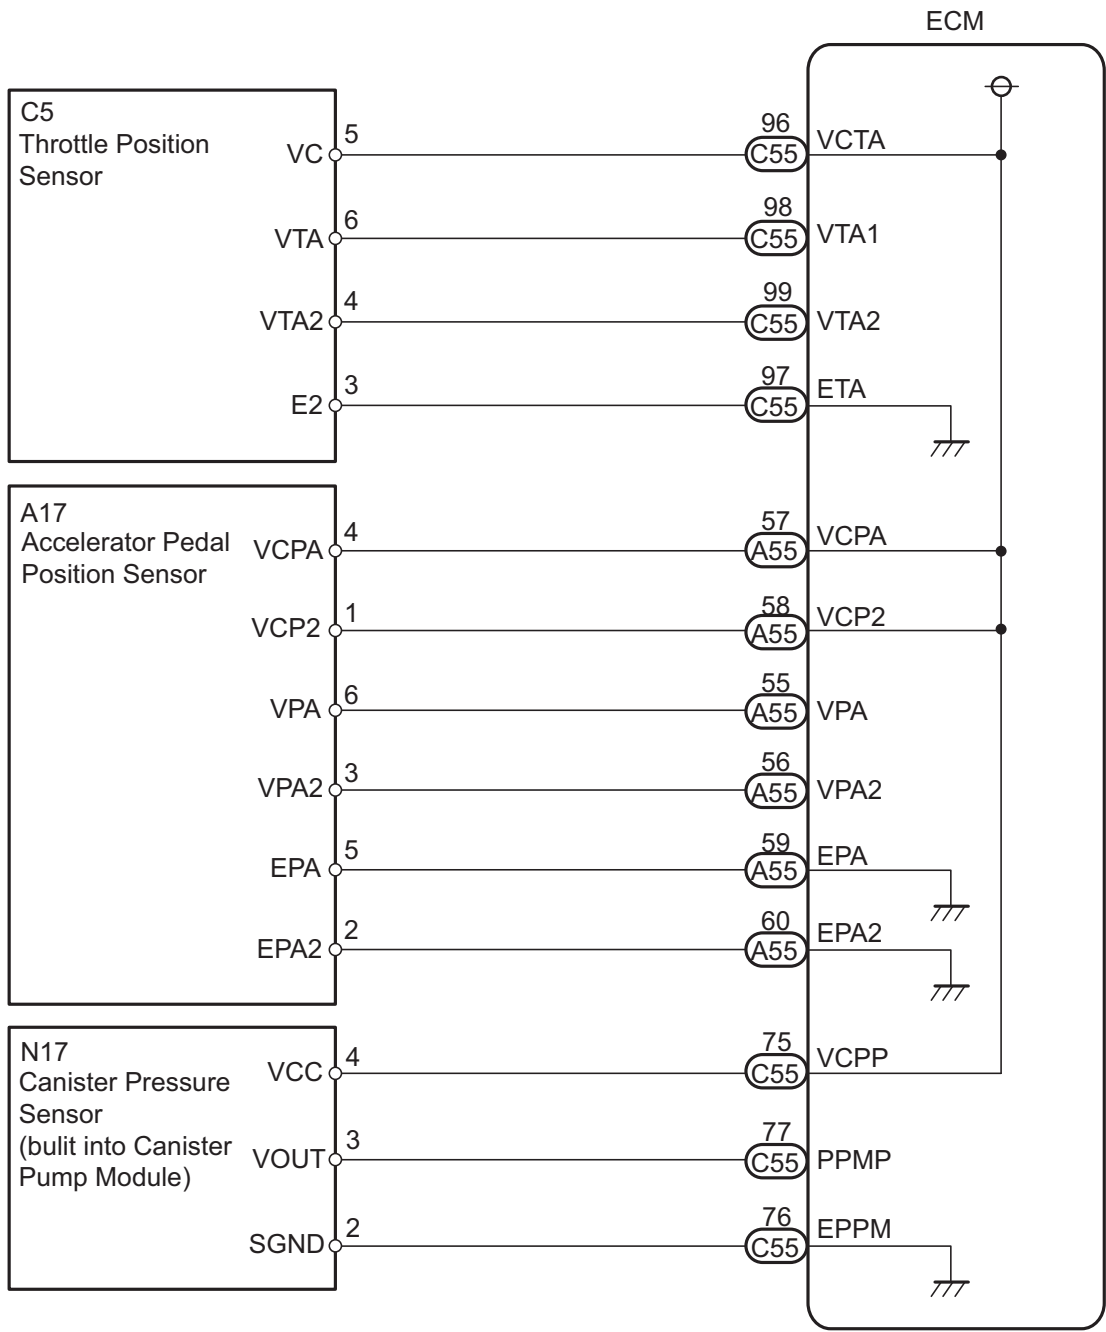 ECM
C5
Throttle Position
Sensor
VC
5
96
C55
VCTA
VTA
6
98
C55
VTA1
VTA2
4
99
C55
VTA2
E2
3
97
C55
ETA
A17
Accelerator Pedal
Position Sensor
VCPA
4
57
A55
VCPA
VCP2
1
58
A55
VCP2
VPA
6
55
A55
VPA
VPA2
3
56
A55
VPA2
EPA
5
59
A55
EPA
EPA2
2
60
A55
EPA2
N17
Canister Pressure
Sensor
(bulit into Canister
Pump Module)
VCC
4
75
C55
VCPP
VOUT
3
77
C55
PPMP
SGND
2
76
C55
EPPM